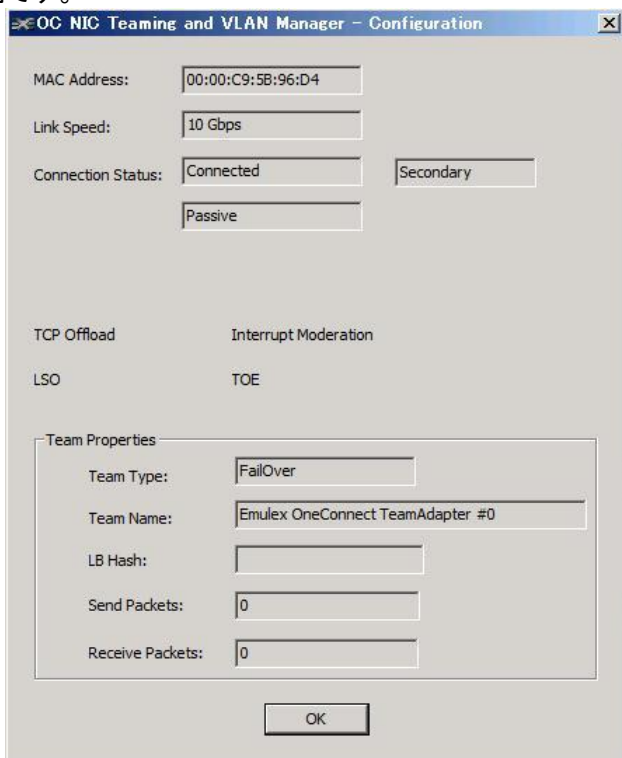 です。
OC NIC Teaming and VLAN Manager - Configuration
MAC Address: 00:00:C9:5B:96:D4
Link Speed: 10 Gbps
Connection Status: Connected Secondary
Passive
TCP Offload Interrupt Moderation
LSO TOE
Team Properties
Team Type: FailOver
Team Name: Emulex OneConnect TeamAdapter #0
LB Hash:
Send Packets: 0
Receive Packets: 0
OK